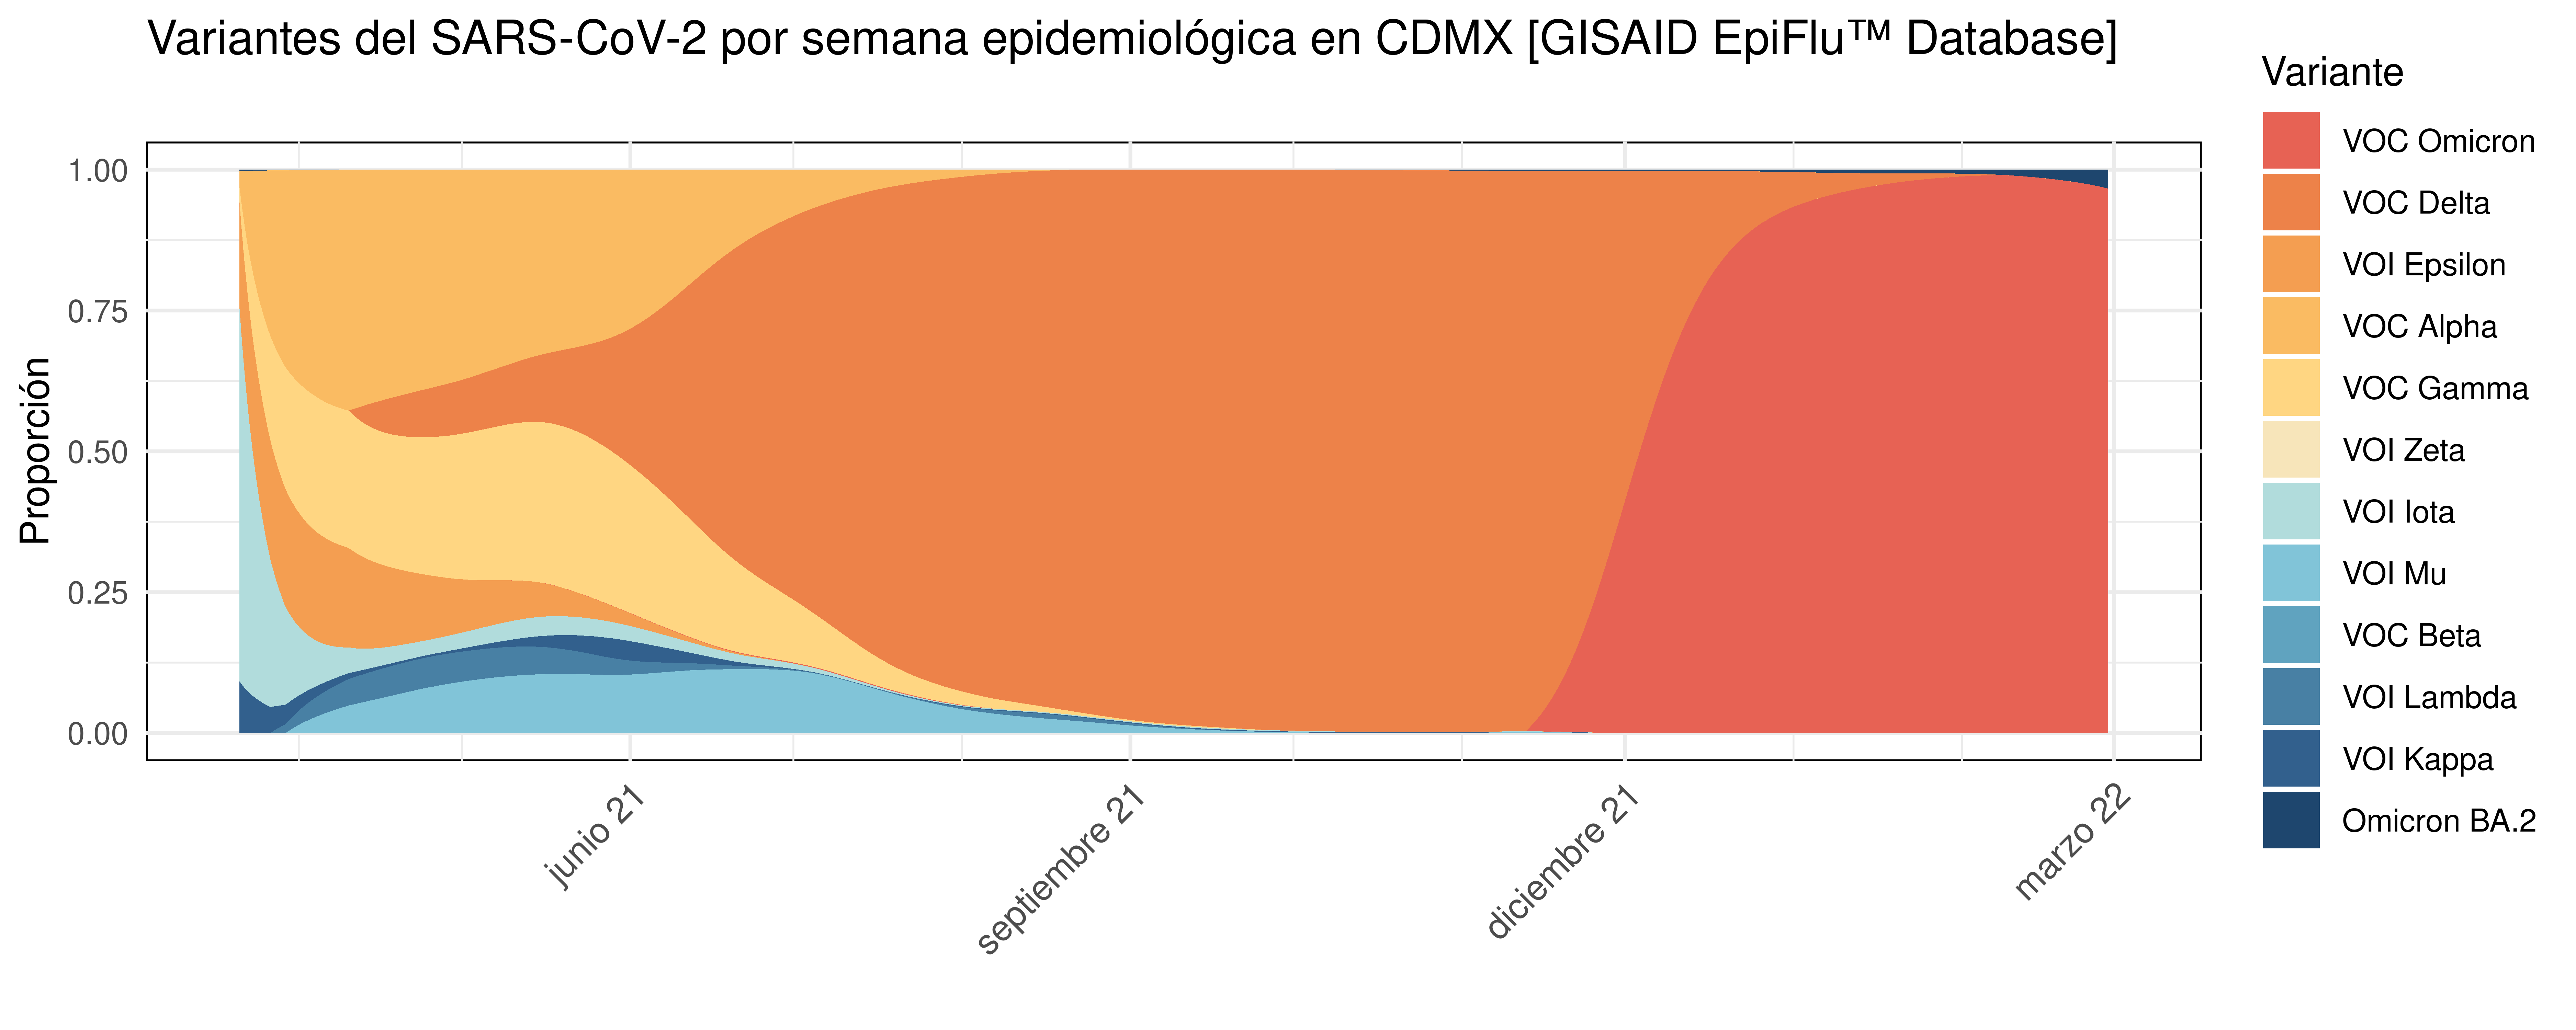 Variantes del SARS-CoV-2 por semana epidemiológica en CDMX [GISAID EpiFlu™ Database]
Proporción
1.00
0.75
0.50
0.25
0.00
junio 21
septiembre 21
diciembre 21
marzo 22
Variante
VOC Omicron
VOC Delta
VOI Epsilon
VOC Alpha
VOC Gamma
VOI Zeta
VOI Iota
VOI Mu
VOC Beta
VOI Lambda
VOI Kappa
Omicron BA.2